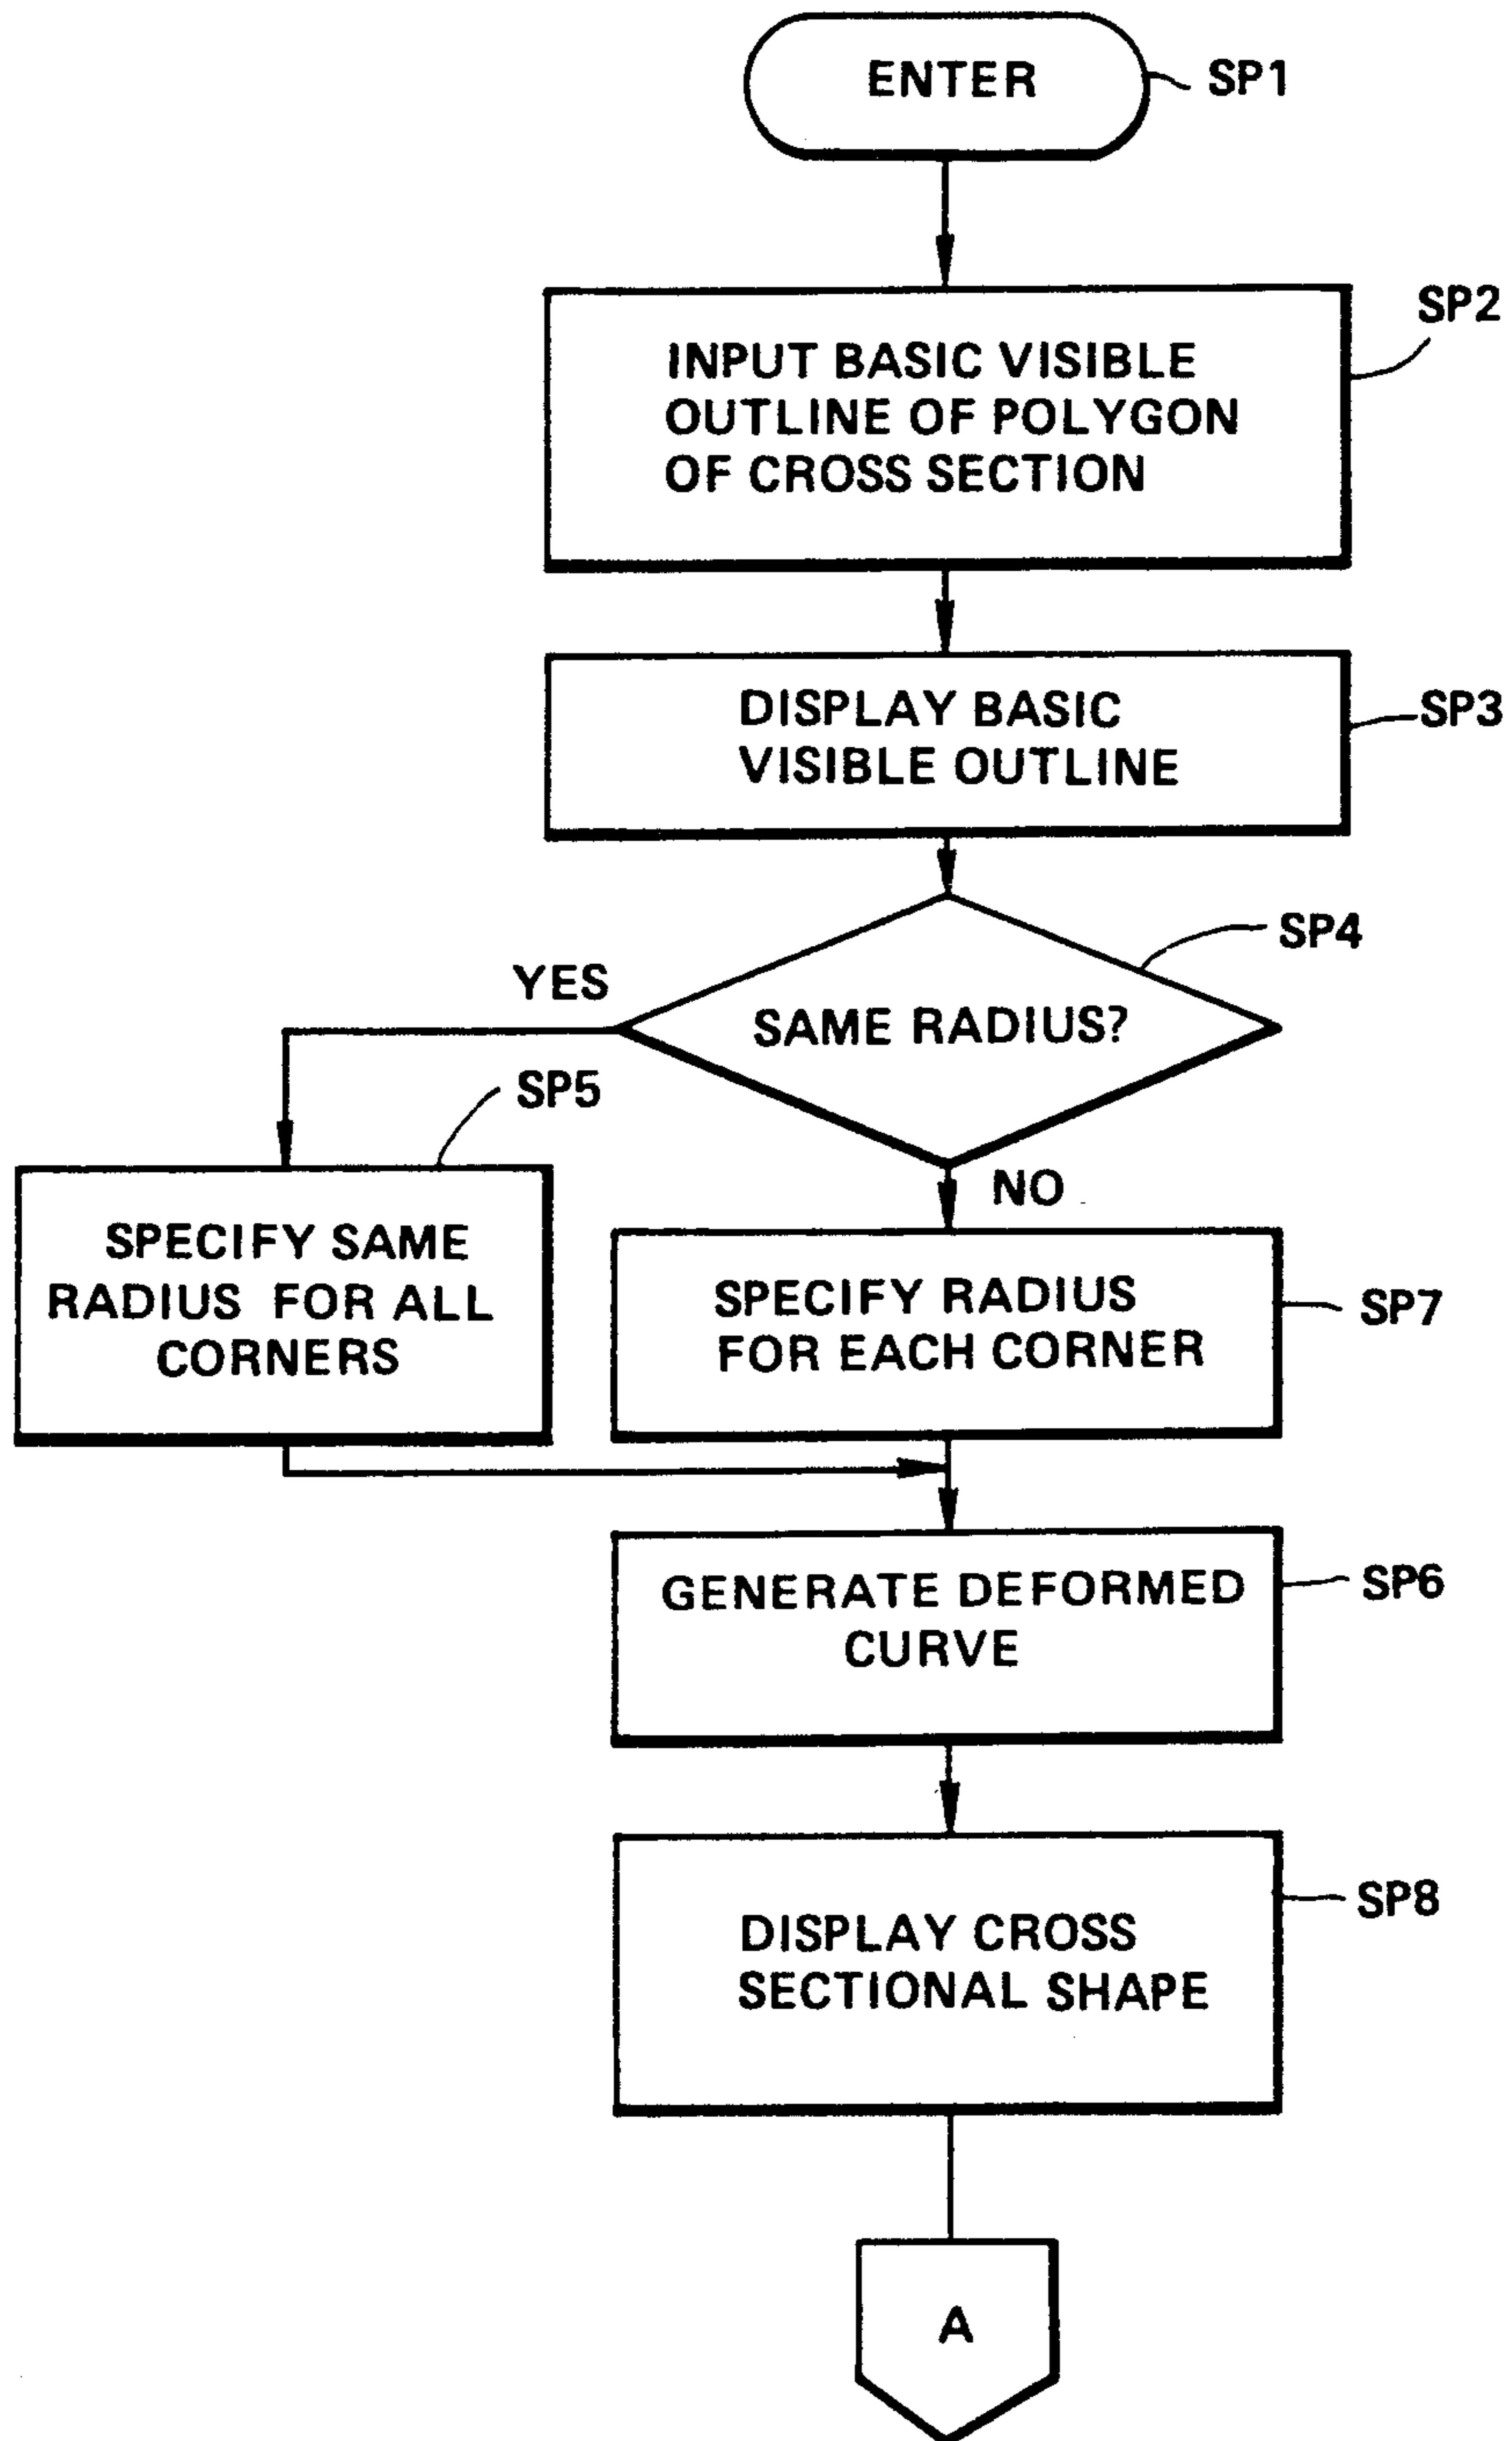 ENTER
SP1
SP2
INPUT BASIC VISIBLE
OUTLINE OF POLYGON
OF CROSS SECTION
DISPLAY BASIC
VISIBLE OUTLINE
SP3
SP4
YES
SAME RADIUS?
SP5
NO
SPECIFY SAME
RADIUS FOR ALL
CORNERS
SPECIFY RADIUS
FOR EACH CORNER
SP7
GENERATE DEFORMED
CURVE
SP6
SP8
DISPLAY CROSS
SECTIONAL SHAPE
A